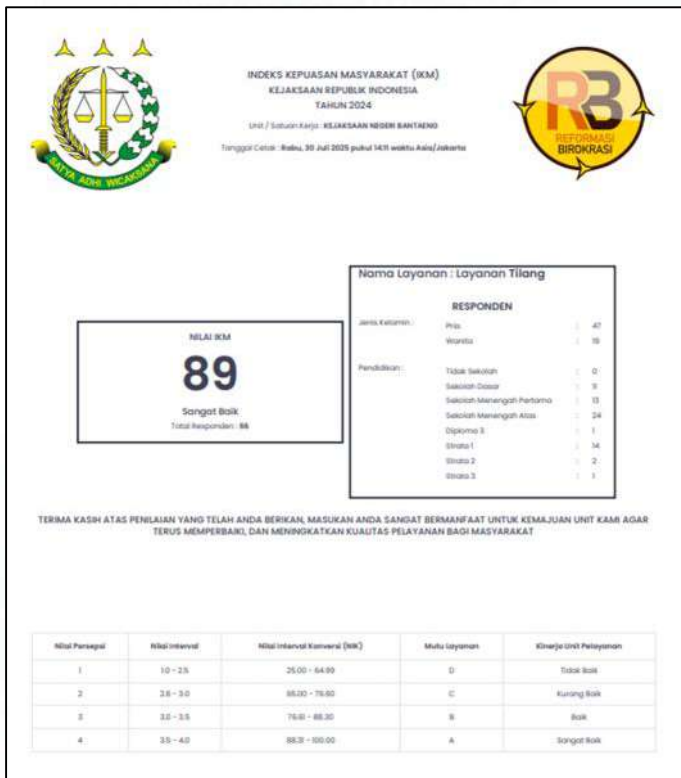 INDEKS KEPUASAN MASYARAKAT (IKM)
KEJAKSAAN REPUBLIK INDONESIA
TAHUN 2024
Unit / Satuan Kerja : KEJAKSAAN NEGERI BANTAENG
Tanggal Cetak : Rabu, 30 Juli 2025 pukul 14:11 waktu Asia/Jakarta
SATYA ADHI WICAKSANA
RB
REFORMASI
BIROKRASI
NILAI IKM
89
Sangat Baik
Total Responden : 66
Nama Layanan : Layanan Tilang
RESPONDEN
Jenis Kelamin : Pria : 47
Wanita : 19
Pendidikan : Tidak Sekolah : 0
Sekolah Dasar : 11
Sekolah Menengah Pertama : 13
Sekolah Menengah Atas : 24
Diploma 3 : 1
Strata 1 : 14
Strata 2 : 2
Strata 3 : 1
TERIMA KASIH ATAS PENILAIAN YANG TELAH ANDA BERIKAN, MASUKAN ANDA SANGAT BERMANFAAT UNTUK KEMAJUAN UNIT KAMI AGAR
TERUS MEMPERBAIKI, DAN MENINGKATKAN KUALITAS PELAYANAN BAGI MASYARAKAT
Nilai Persepsi Nilai Interval Nilai Interval Konversi (NIK) Mutu Layanan Kinerja Unit Pelayanan
1 1.0 - 2.5 25.00 - 64.99 D Tidak Baik
2 2.6 - 3.0 65.00 - 76.60 C Kurang Baik
3 3.0 - 3.5 76.61 - 88.30 B Baik
4 3.5 - 4.0 88.31 - 100.00 A Sangat Baik